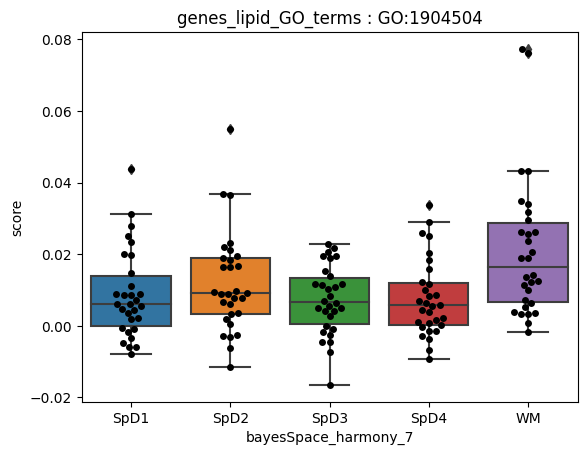 genes_lipid_GO_terms : GO:1904504
0.08
0.06
0.04
0.02
0.00
−0.02
score
SpD1 SpD2 SpD3 SpD4 WM
bayesSpace_harmony_7